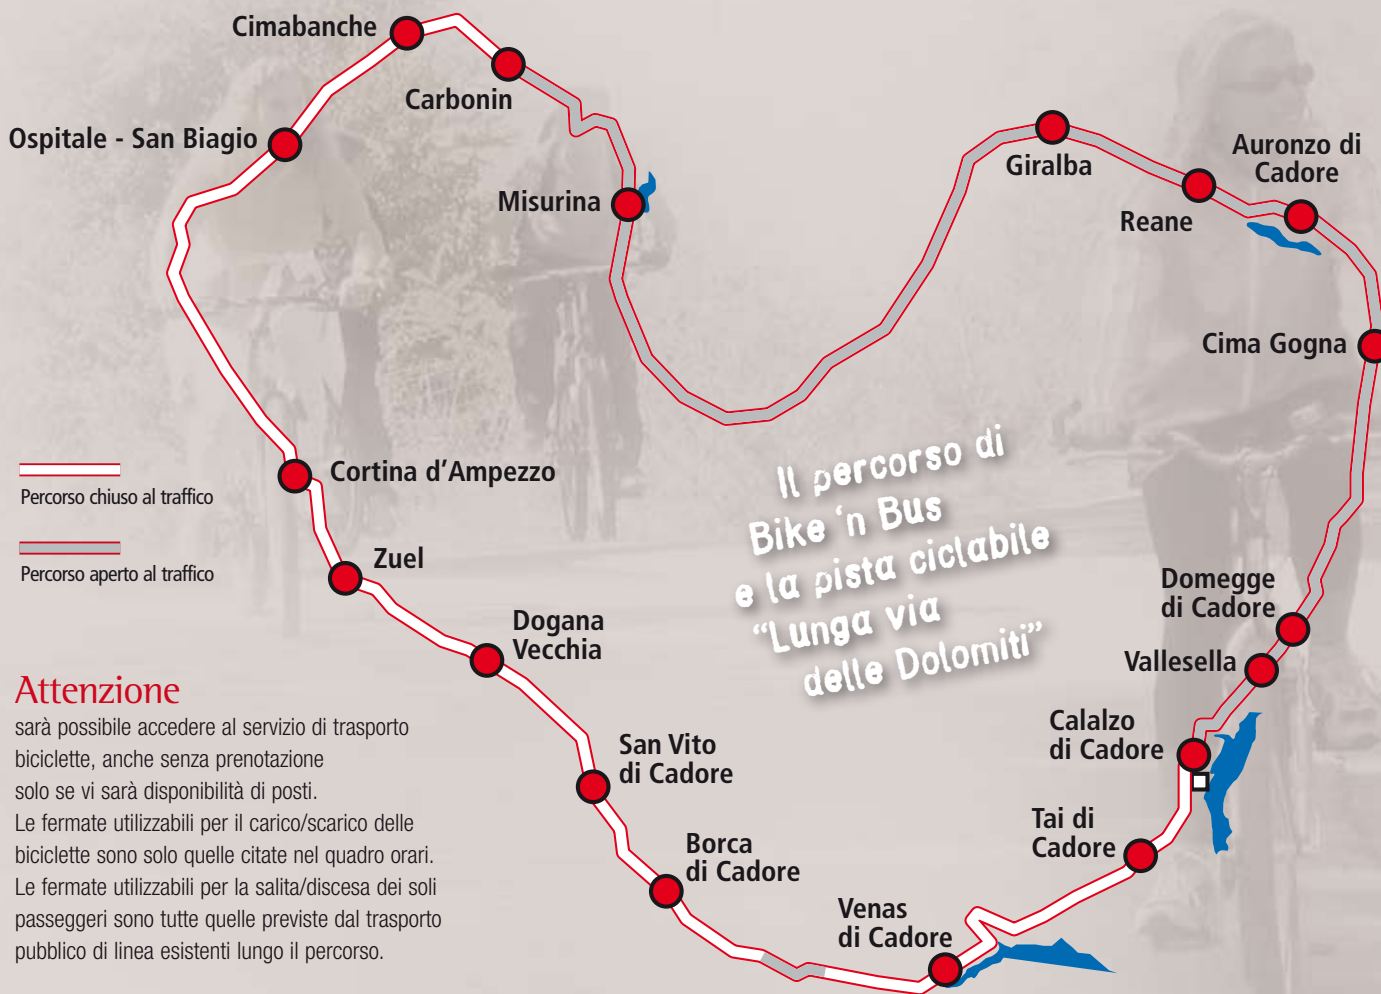 Cimabanche
Carbonin
Ospitale - San Biagio
Misurina
Giralba
Auronzo di
Cadore
Reane
Cima Gogna
Percorso chiuso al traffico
Percorso aperto al traffico
Cortina d'Ampezzo
Zuel
Dogana
Vecchia
San Vito
di Cadore
Borca
di Cadore
Venas
di Cadore
Tai di
Cadore
Calalzo
di Cadore
Vallesella
Domegge
di Cadore
Il percorso di
Bike 'n Bus
e la pista ciclabile
“Lunga via
delle Dolomiti”
Attenzione
sarà possibile accedere al servizio di trasporto
biciclette, anche senza prenotazione
solo se vi sarà disponibilità di posti.
Le fermate utilizzabili per il carico/scarico delle
biciclette sono solo quelle citate nel quadro orari.
Le fermate utilizzabili per la salita/discesa dei soli
passeggeri sono tutte quelle previste dal trasporto
pubblico di linea esistenti lungo il percorso.